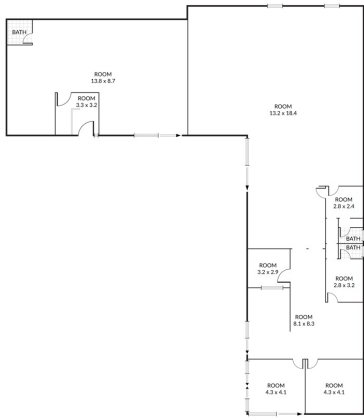 BATH
ROOM
13.8 x 8.7
ROOM
3.3 x 3.2
ROOM
13.2 x 18.4
ROOM
2.8 x 2.4
BATH
BATH
ROOM
3.2 x 2.9
ROOM
2.8 x 3.2
ROOM
8.1 x 8.3
ROOM
4.3 x 4.1
ROOM
4.3 x 4.1